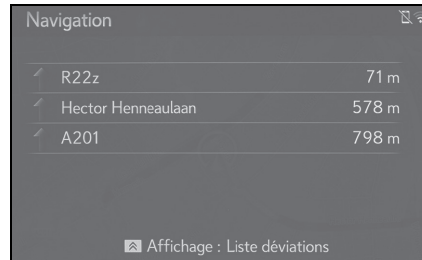 Navigation
R22z 71 m
Hector Henneaulaan 578 m
A201 798 m
Affichage : Liste déviations